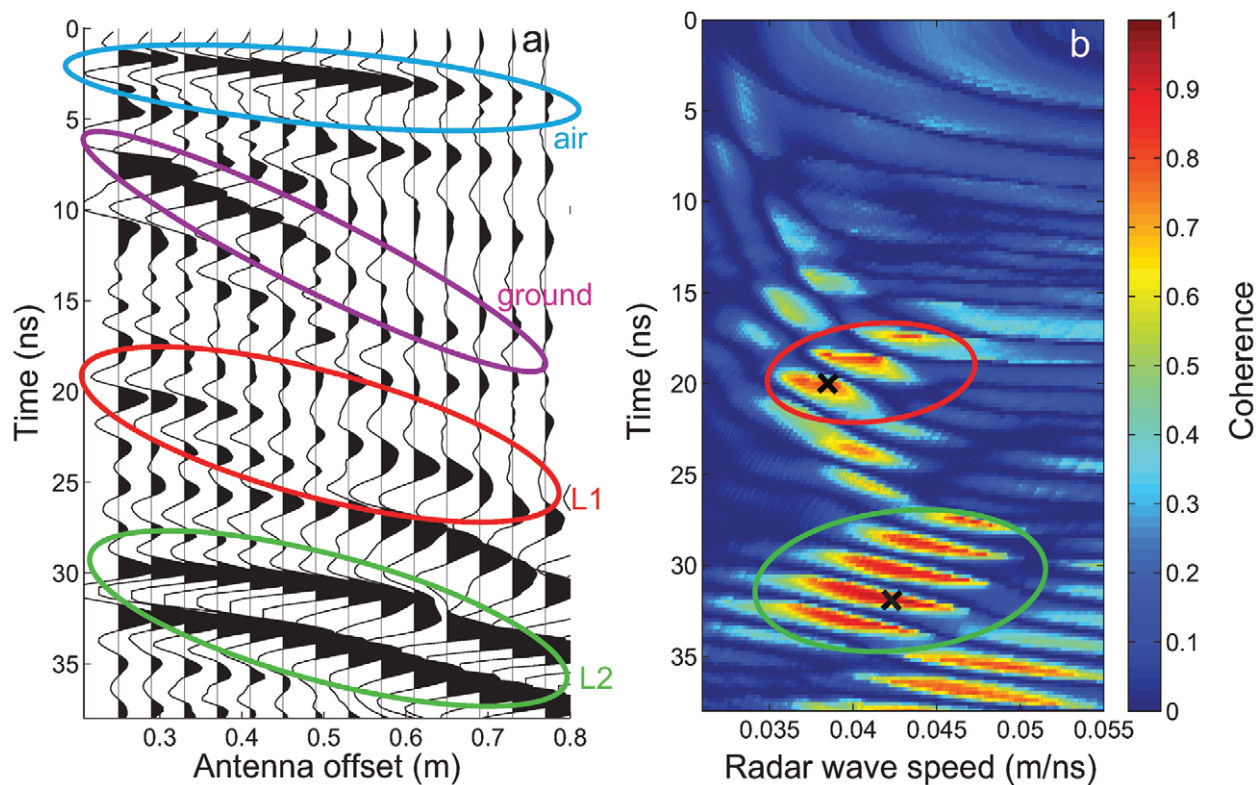 a
0
5
10
15
20
25
30
35
Time (ns)
air
ground
L1
L2
0.3 0.4 0.5 0.6 0.7 0.8
Antenna offset (m)
b
0
5
10
15
20
25
30
35
Time (ns)
0.035 0.04 0.045 0.05 0.055
Radar wave speed (m/ns)
1
0.9
0.8
0.7
0.6
0.5
0.4
0.3
0.2
0.1
0
Coherence